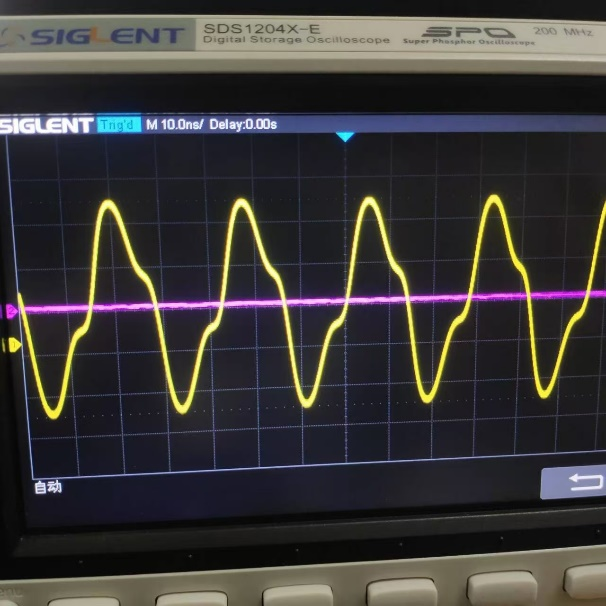 SIGLENT
SDS1204X-E
Digital Storage Oscilloscope
SPO
Super Phosphor Oscilloscope
200 MHz
SIGLENT Trig'd M 10.0ns/ Delay:0.00s
2
自动